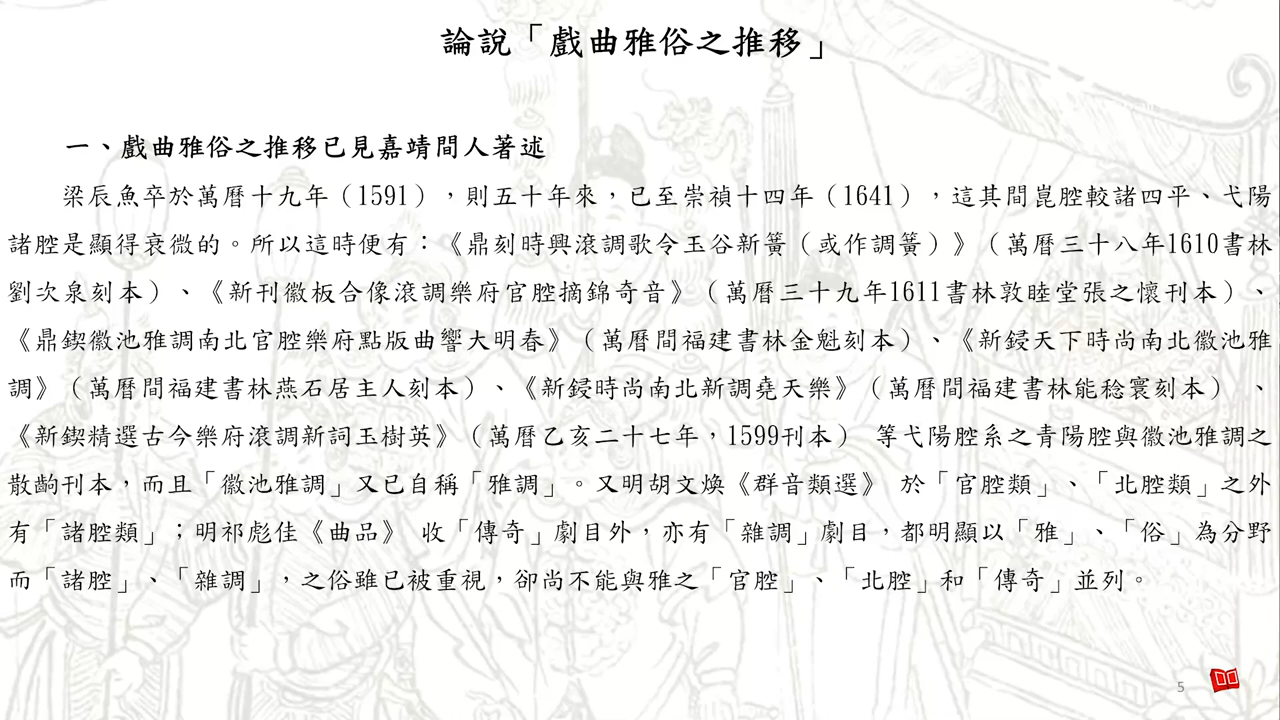 論說「戲曲雅俗之推移」
一、戲曲雅俗之推移已見嘉靖間人著述
梁辰魚卒於萬曆十九年（1591），則五十年來，已至崇禎十四年（1641），這其間崑腔較諸四平、弋陽
諸腔是顯得衰微的。所以這時便有：《鼎刻時興滾調歌令玉谷新簧（或作調簧）》（萬曆三十八年1610書林
劉次泉刻本）、《新刊徽板合像滾調樂府官腔摘錦奇音》（萬曆三十九年1611書林敦睦堂張之懷刊本）、
《鼎鍥徽池雅調南北官腔樂府點版曲響大明春》（萬曆間福建書林金魁刻本）、《新鋟天下時尚南北徽池雅
調》（萬曆間福建書林燕石居主人刻本）、《新鋟時尚南北新調堯天樂》（萬曆間福建書林能稔寰刻本） 、
《新鍥精選古今樂府滾調新詞玉樹英》（萬曆乙亥二十七年，1599刊本） 等弋陽腔系之青陽腔與徽池雅調之
散齣刊本，而且「徽池雅調」又已自稱「雅調」。又明胡文煥《群音類選》 於「官腔類」、「北腔類」之外
有「諸腔類」；明祁彪佳《曲品》 收「傳奇」劇目外，亦有「雜調」劇目，都明顯以「雅」、「俗」為分野
而「諸腔」、「雜調」，之俗雖已被重視，卻尚不能與雅之「官腔」、「北腔」和「傳奇」並列。
5